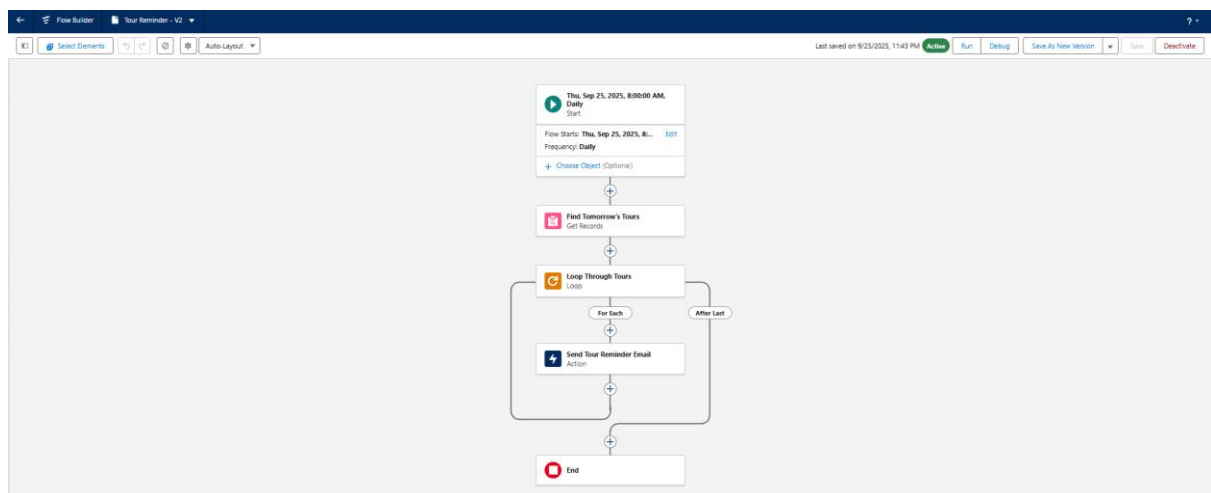 Flow Builder
Tour Reminder - V2
?
Select Elements
Auto-Layout
Last saved on 9/25/2025, 11:43 PM
Active
Run
Debug
Save As New Version
Save
Deactivate
Thu, Sep 25, 2025, 8:00:00 AM,
Daily
Start
Flow Starts: Thu, Sep 25, 2025, 8:... Edit
Frequency: Daily
+ Choose Object (Optional)
Find Tomorrow's Tours
Get Records
Loop Through Tours
Loop
For Each
After Last
Send Tour Reminder Email
Action
End